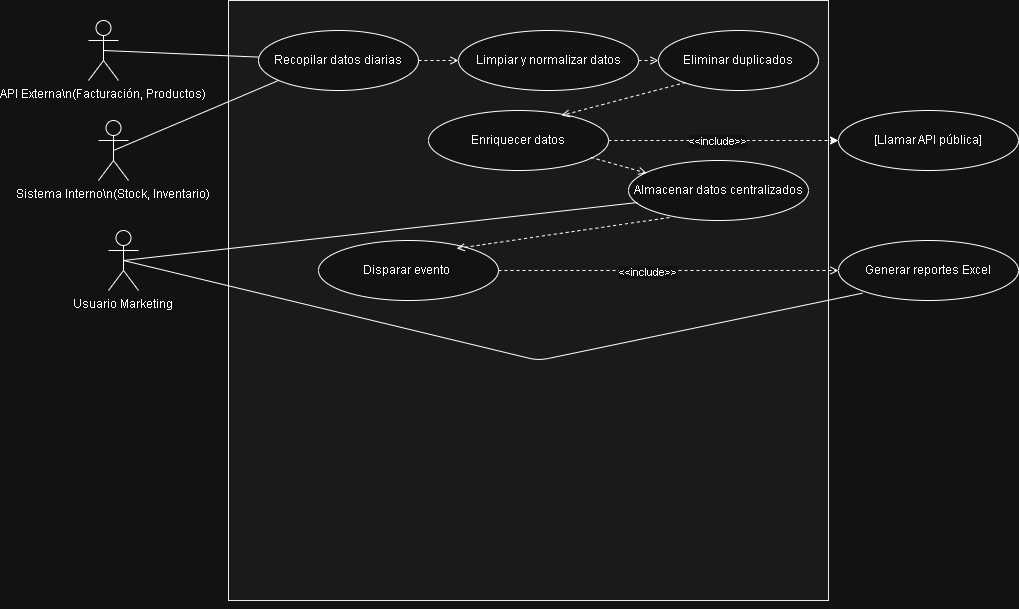 Recopilar datos diarias
Limpiar y normalizar datos
Eliminar duplicados
API Externa\n(Facturación, Productos)
Enriquecer datos
<<include>>
[Llamar API pública]
Sistema Interno\n(Stock, Inventario)
Almacenar datos centralizados
Disparar evento
<<include>>
Generar reportes Excel
Usuario Marketing